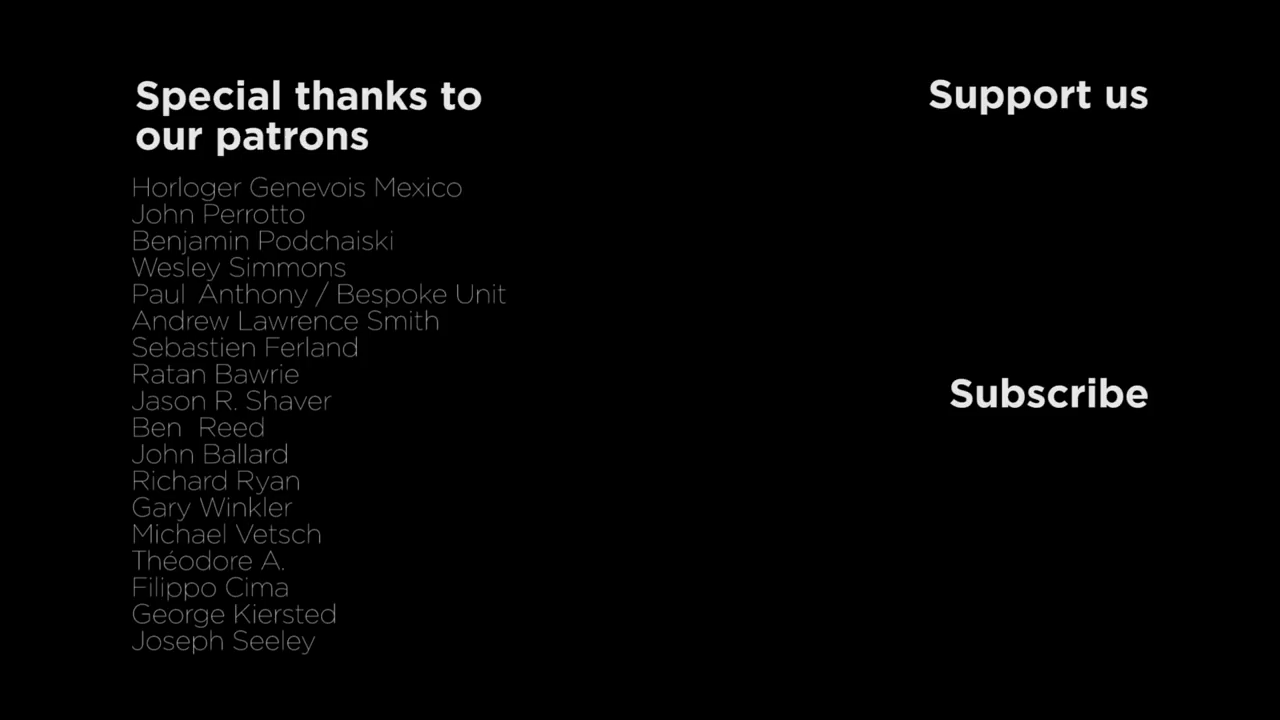 Special thanks to
our patrons
Horloger Genevois Mexico
John Perrotto
Benjamin Podchaiski
Wesley Simmons
Paul Anthony / Bespoke Unit
Andrew Lawrence Smith
Sebastien Ferland
Ratan Bawrie
Jason R. Shaver
Ben Reed
John Ballard
Richard Ryan
Gary Winkler
Michael Vetsch
Théodore A.
Filippo Cima
George Kiersted
Joseph Seeley
Support us
Subscribe